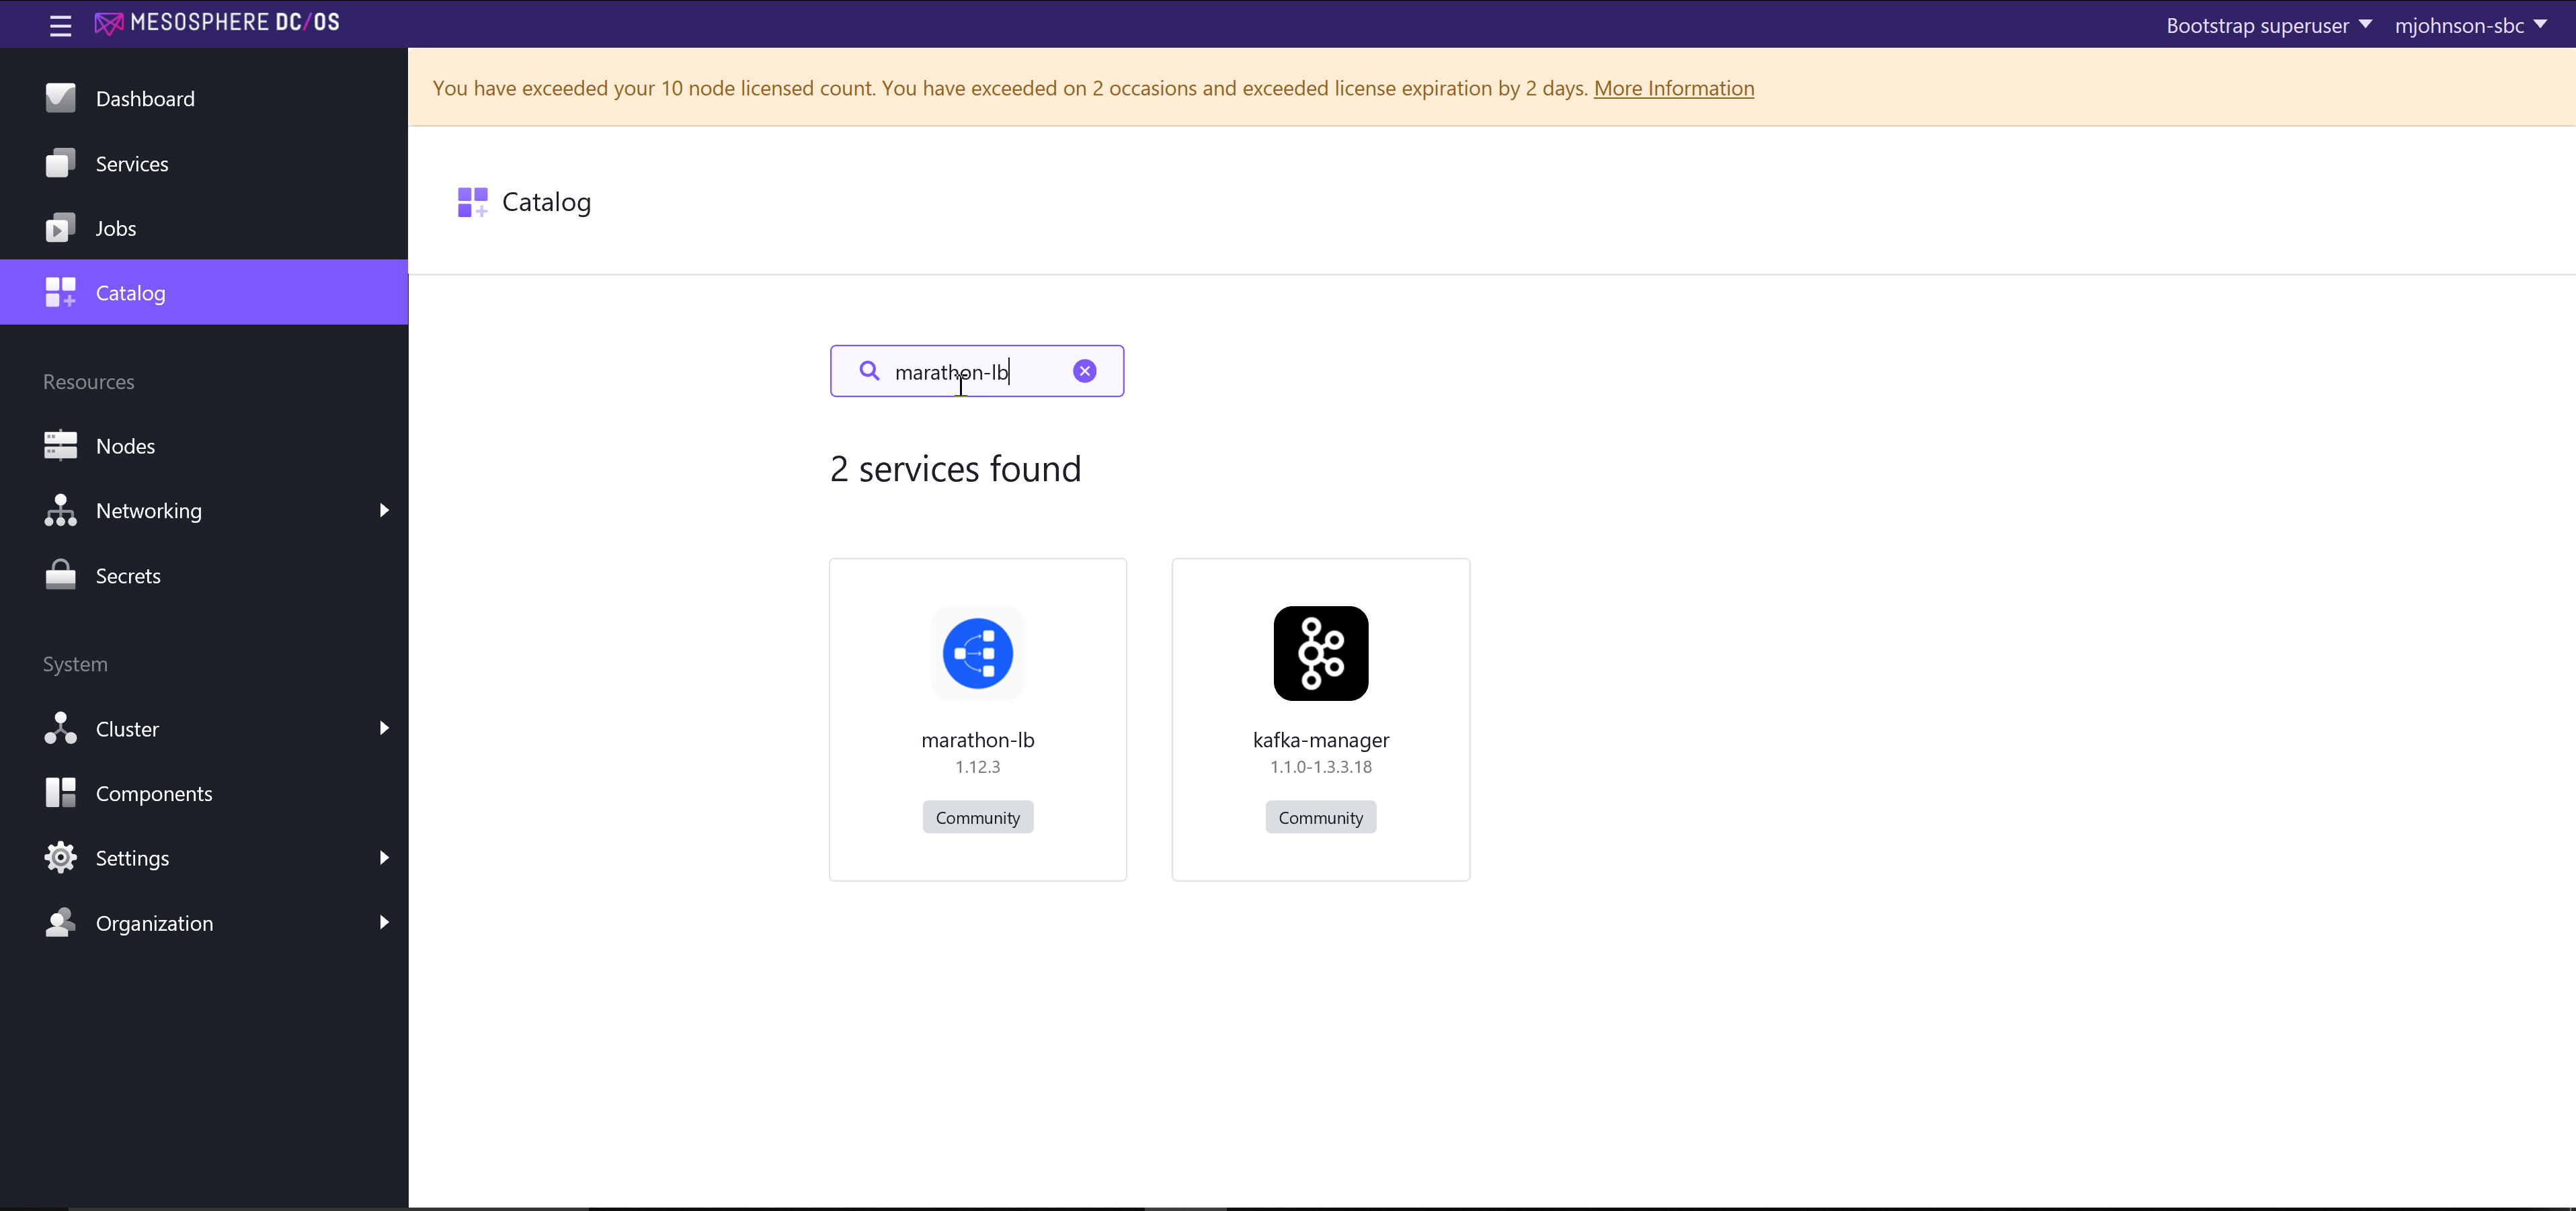 MESOSPHERE DC/OS
Bootstrap superuser
mjohnson-sbc
Dashboard
Services
Jobs
Catalog
Resources
Nodes
Networking
Secrets
System
Cluster
Components
Settings
Organization
You have exceeded your 10 node licensed count. You have exceeded on 2 occasions and exceeded license expiration by 2 days. More Information
Catalog
marathon-lb
2 services found
marathon-lb
1.12.3
Community
kafka-manager
1.1.0-1.3.3.18
Community